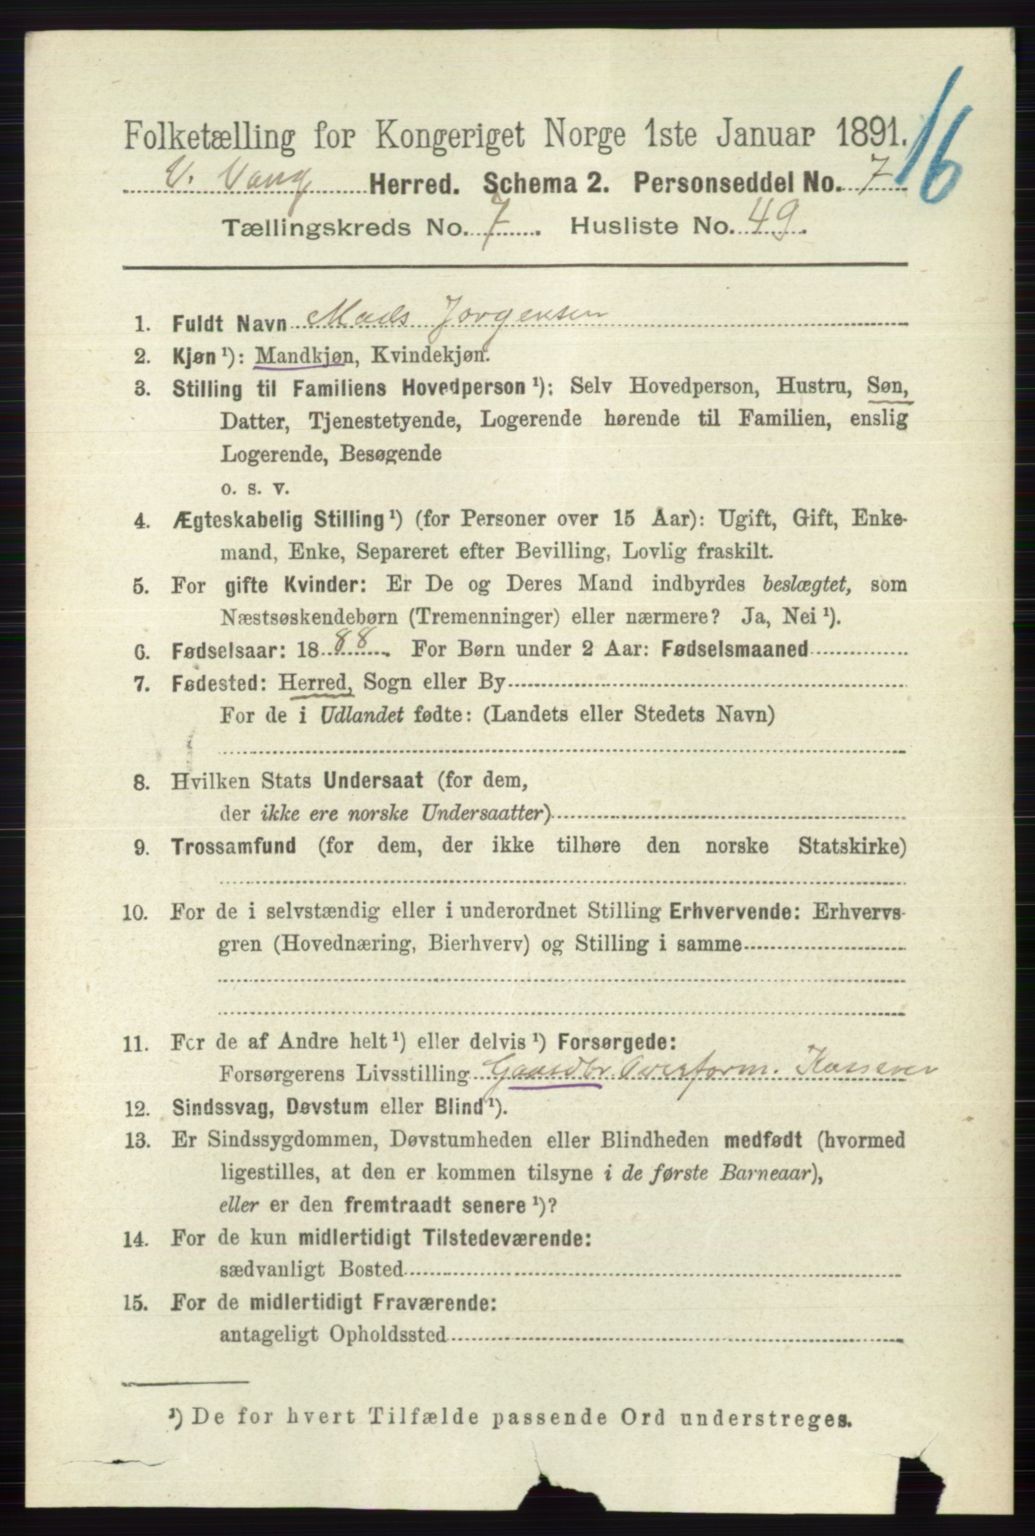 16
Folketælling for Kongeriget Norge 1ste Januar 1891.
V. Vang Herred. Schema 2. Personseddel No. 7
Tællingskreds No. 7. Husliste No. 49.
1. Fuldt Navn Mads Jørgensen
2. Kjøn ¹): Mandkjøn, Kvindekjøn.
3. Stilling til Familiens Hovedperson ¹): Selv Hovedperson, Hustru, Søn,
Datter, Tjenestetyende, Logerende hørende til Familien, enslig
Logerende, Besøgende
o. s. v.
4. Ægteskabelig Stilling ¹) (for Personer over 15 Aar): Ugift, Gift, Enke-
mand, Enke, Separeret efter Bevilling, Lovlig fraskilt.
5. For gifte Kvinder: Er De og Deres Mand indbyrdes beslægtet, som
Næstsøskendebørn (Tremenninger) eller nærmere? Ja, Nei ¹).
6. Fødselsaar: 1888. For Børn under 2 Aar: Fødselsmaaned
7. Fødested: Herred, Sogn eller By
For de i Udlandet fødte: (Landets eller Stedets Navn)
8. Hvilken Stats Undersaat (for dem,
der ikke ere norske Undersaatter)
9. Trossamfund (for dem, der ikke tilhøre den norske Statskirke)
10. For de i selvstændig eller i underordnet Stilling Erhvervende: Erhvervs-
gren (Hovednæring, Bierhverv) og Stilling i samme
11. For de af Andre helt ¹) eller delvis ¹) Forsørgede:
Forsørgerens Livsstilling Gaardbr. Overform. Kasserer
12. Sindssvag, Døvstum eller Blind ¹).
13. Er Sindssygdommen, Døvstumheden eller Blindheden medfødt (hvormed
ligestilles, at den er kommen tilsyne i de første Barneaar),
eller er den fremtraadt senere ¹)?
14. For de kun midlertidigt Tilstedeværende:
sædvanligt Bosted
15. For de midlertidigt Fraværende:
antageligt Opholdssted
¹) De for hvert Tilfælde passende Ord understreges.